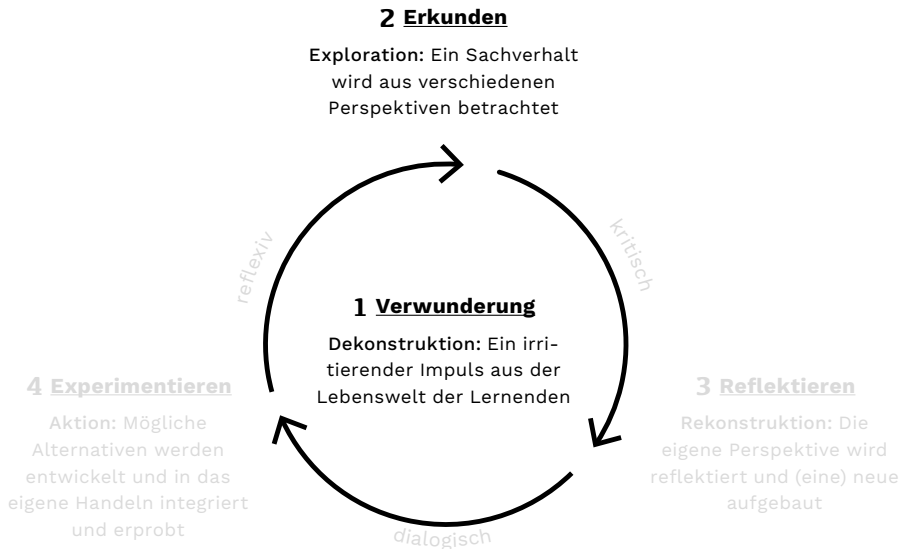 2 Erkunden
Exploration: Ein Sachverhalt
wird aus verschiedenen
Perspektiven betrachtet
reflexiv
kritisch
1 Verwunderung
Dekonstruktion: Ein irri-
tierender Impuls aus der
Lebenswelt der Lernenden
4 Experimentieren
Aktion: Mögliche
Alternativen werden
entwickelt und in das
eigene Handeln integriert
und erprobt
3 Reflektieren
Rekonstruktion: Die
eigene Perspektive wird
reflektiert und (eine) neue
aufgebaut
dialogisch